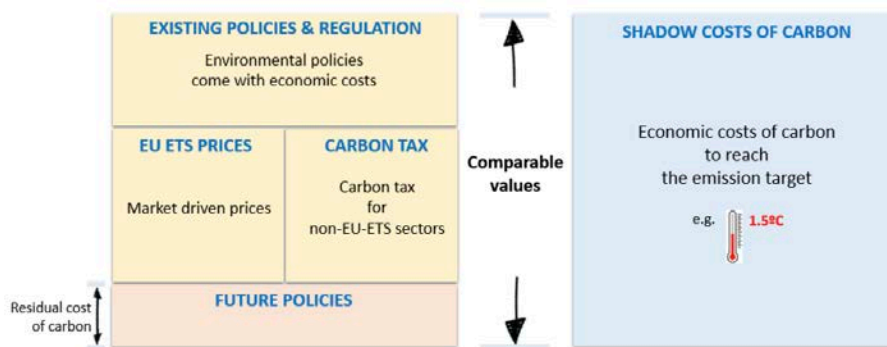 EXISTING POLICIES & REGULATION
Environmental policies
come with economic costs
EU ETS PRICES
Market driven prices
CARBON TAX
Carbon tax
for
non-EU-ETS sectors
FUTURE POLICIES
Residual cost
of carbon
Comparable
values
SHADOW COSTS OF CARBON
Economic costs of carbon
to reach
the emission target
e.g. 1.5ºC